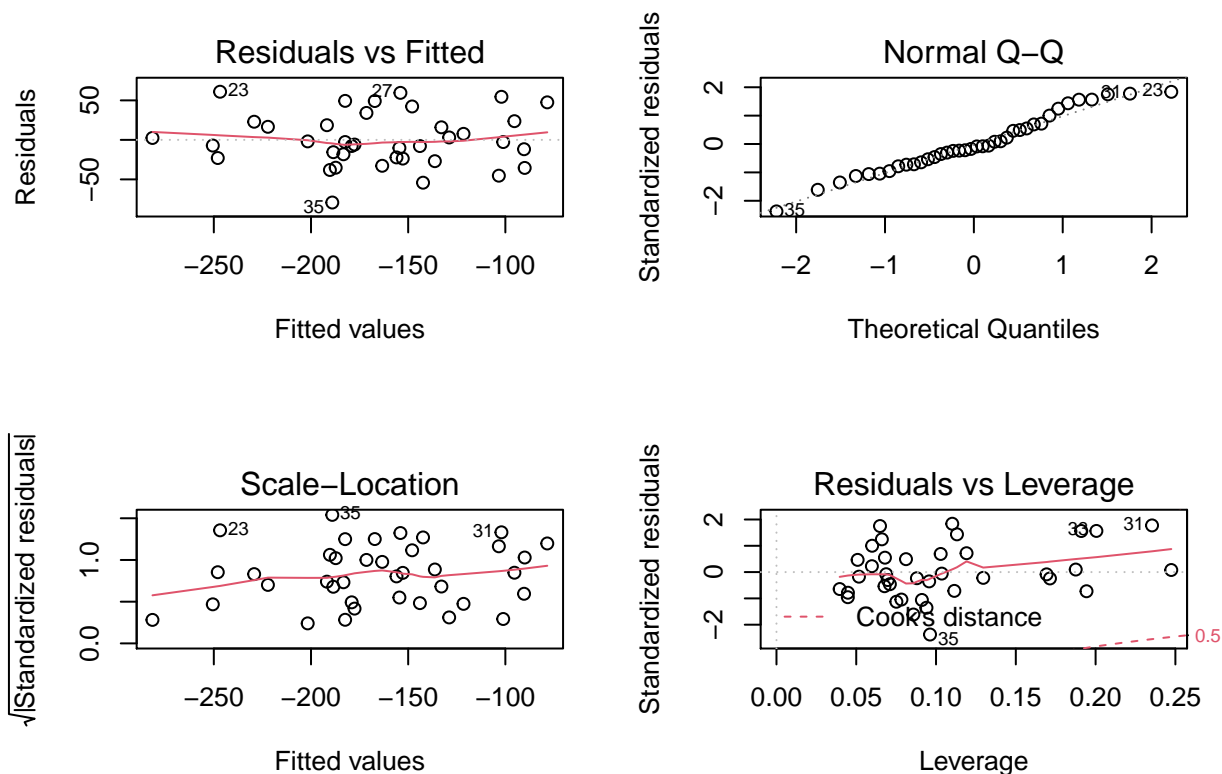 Residuals vs Fitted
Residuals
50
−50
23
27
35
−250 −200 −150 −100
Fitted values
Normal Q−Q
Standardized residuals
2
0
−2
31
23
35
−2 −1 0 1 2
Theoretical Quantiles
Scale−Location
√|Standardized residuals|
1.0
0.0
23
35
31
−250 −200 −150 −100
Fitted values
Residuals vs Leverage
Standardized residuals
2
0
−2
33
31
Cook's distance
35
0.5
0.00 0.05 0.10 0.15 0.20 0.25
Leverage